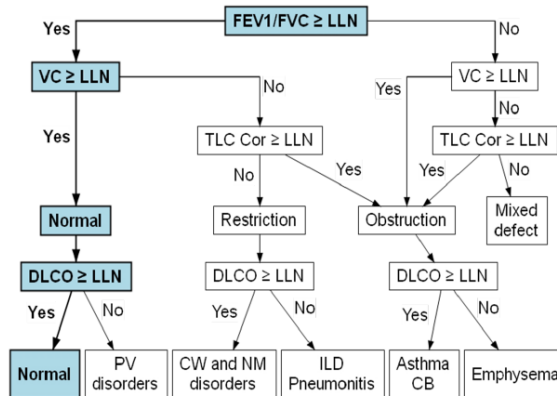 FEV1/FVC ≥ LLN
Yes
No
VC ≥ LLN
VC ≥ LLN
No
Yes
No
Yes
TLC Cor ≥ LLN
TLC Cor ≥ LLN
No
Yes
Yes
No
Normal
Restriction
Obstruction
Mixed
defect
DLCO ≥ LLN
DLCO ≥ LLN
DLCO ≥ LLN
Yes
No
Yes
No
Yes
No
Normal
PV
disorders
CW and NM
disorders
ILD
Pneumonitis
Asthma
CB
Emphysema